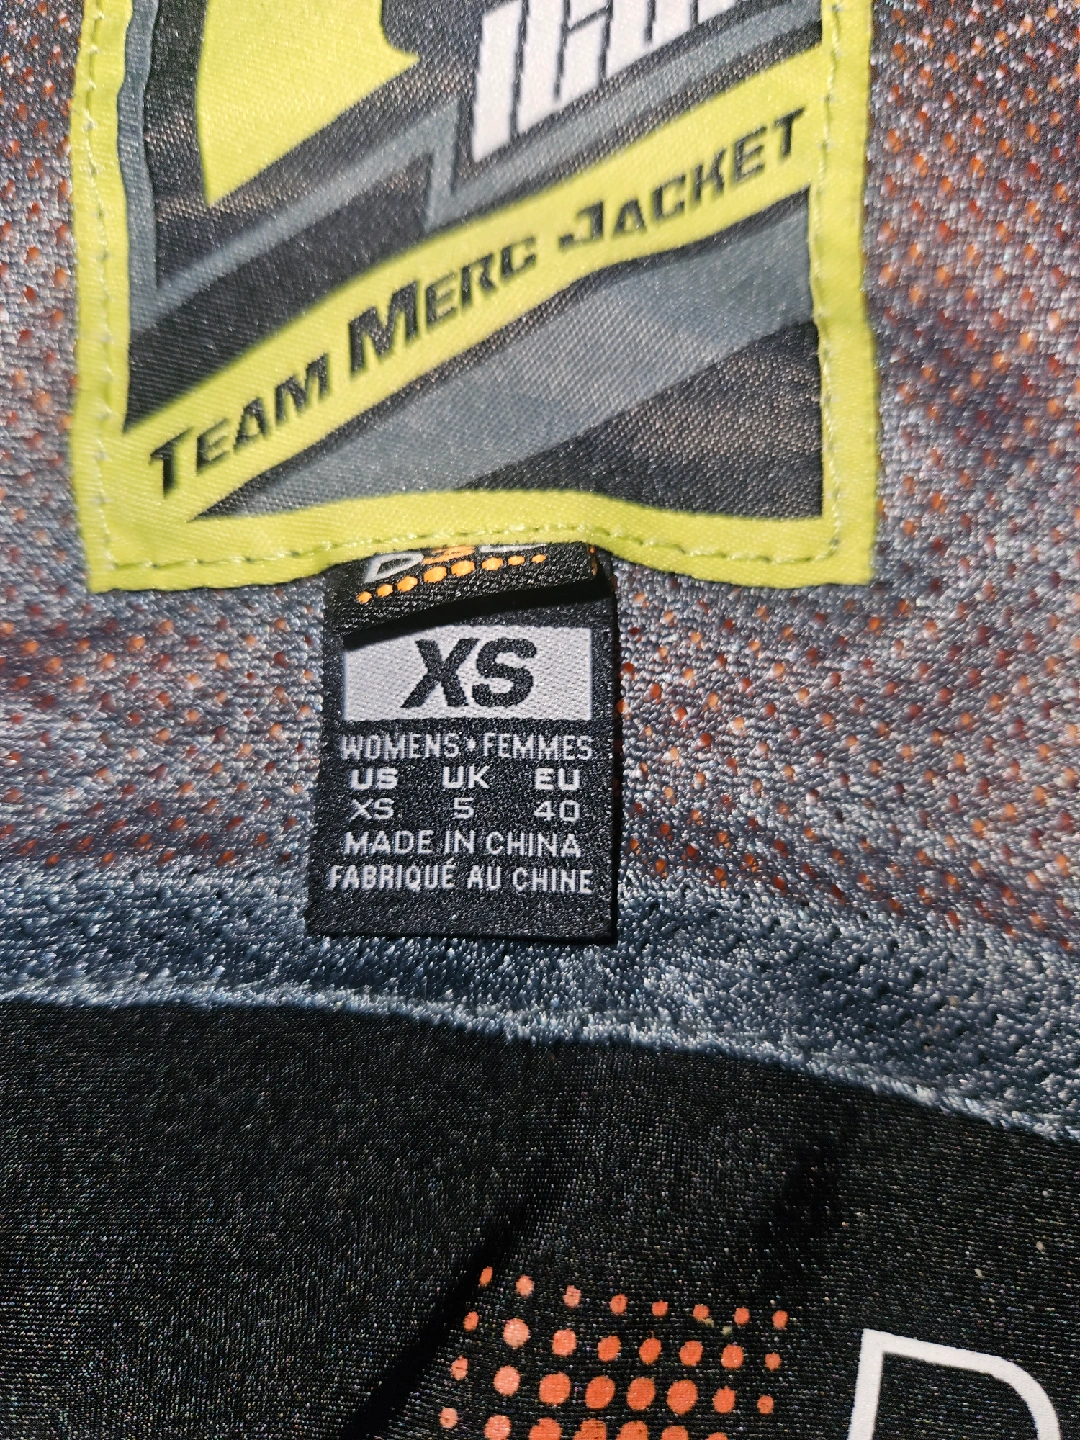 TEAM MERC JACKET
XS
WOMENS • FEMMES
US UK EU
XS 5 40
MADE IN CHINA
FABRIQUÉ AU CHINE